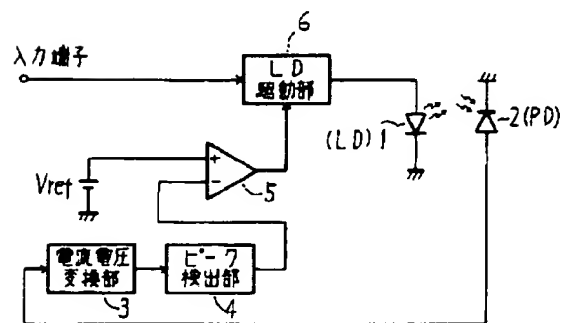 6
入力端子
LD
駆動部
(LD)1
2(PD)
+
-
5
Vref
電流電圧
変換部
3
ピーク
検出部
4